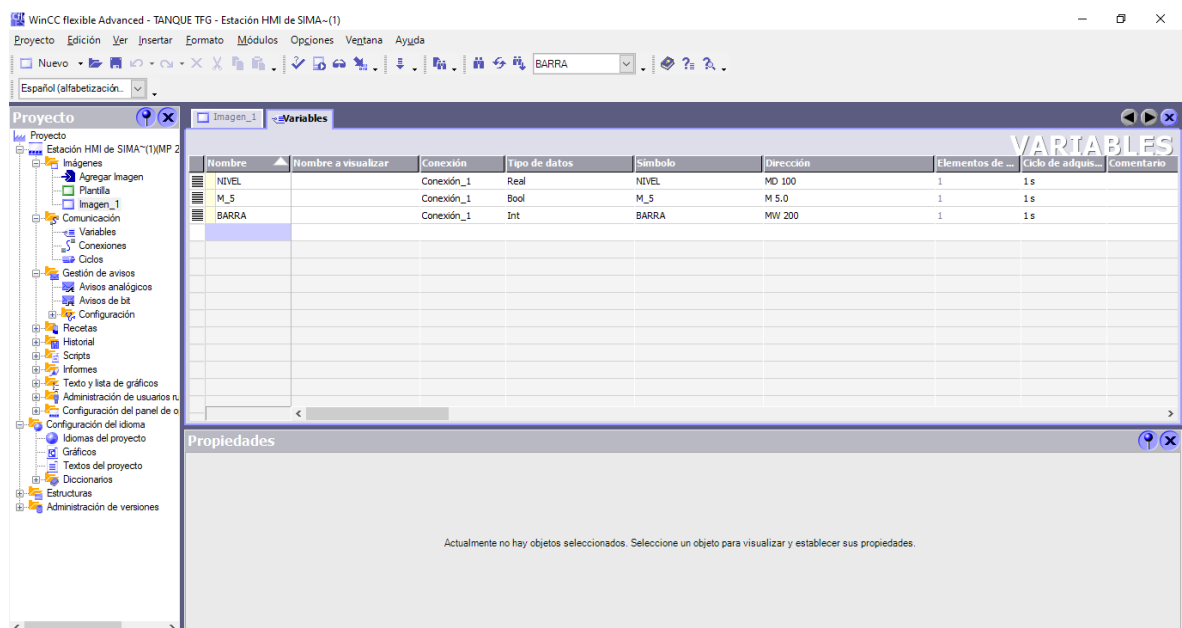 WinCC flexible Advanced - TANQUE TFG - Estación HMI de SIMA~(1)
Proyecto Edición Ver Insertar Formato Módulos Opciones Ventana Ayuda
Nuevo BARRA
Español (alfabetización..
Proyecto
Proyecto
Estación HMI de SIMA~(1)(MP 2
Imágenes
Agregar Imagen
Plantilla
Imagen_1
Comunicación
Variables
Conexiones
Ciclos
Gestión de avisos
Avisos analógicos
Avisos de bit
Configuración
Recetas
Historial
Scripts
Informes
Texto y lista de gráficos
Administración de usuarios ru
Configuración del panel de o
Configuración del idioma
Idiomas del proyecto
Gráficos
Textos del proyecto
Diccionarios
Estructuras
Administración de versiones
Imagen_1 Variables
VARIABLES
Nombre Nombre a visualizar Conexión Tipo de datos Símbolo Dirección Elementos de ... Ciclo de adquis... Comentario
NIVEL Conexión_1 Real NIVEL MD 100 1 1 s
M_5 Conexión_1 Bool M_5 M 5.0 1 1 s
BARRA Conexión_1 Int BARRA MW 200 1 1 s
Propiedades
Actualmente no hay objetos seleccionados. Seleccione un objeto para visualizar y establecer sus propiedades.